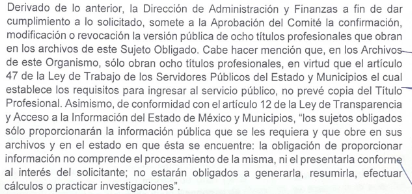 Derivado de lo anterior, la Dirección de Administración y Finanzas a fin de dar
cumplimiento a lo solicitado, somete a la Aprobación del Comité la confirmación,
modificación o revocación la versión pública de ocho títulos profesionales que obran
en los archivos de este Sujeto Obligado. Cabe hacer mención que, en los Archivos
de este Organismo, sólo obran ocho títulos profesionales, en virtud que el artículo
47 de la Ley de Trabajo de los Servidores Públicos del Estado y Municipios el cual
establece los requisitos para ingresar al servicio público, no prevé copia del Título
Profesional. Asimismo, de conformidad con el artículo 12 de la Ley de Transparencia
y Acceso a la Información del Estado de México y Municipios, “los sujetos obligados
sólo proporcionarán la información pública que se les requiera y que obre en sus
archivos y en el estado en que ésta se encuentre: la obligación de proporcionar
información no comprende el procesamiento de la misma, ni el presentarla conforme
al interés del solicitante; no estarán obligados a generarla, resumirla, efectuar
cálculos o practicar investigaciones”.